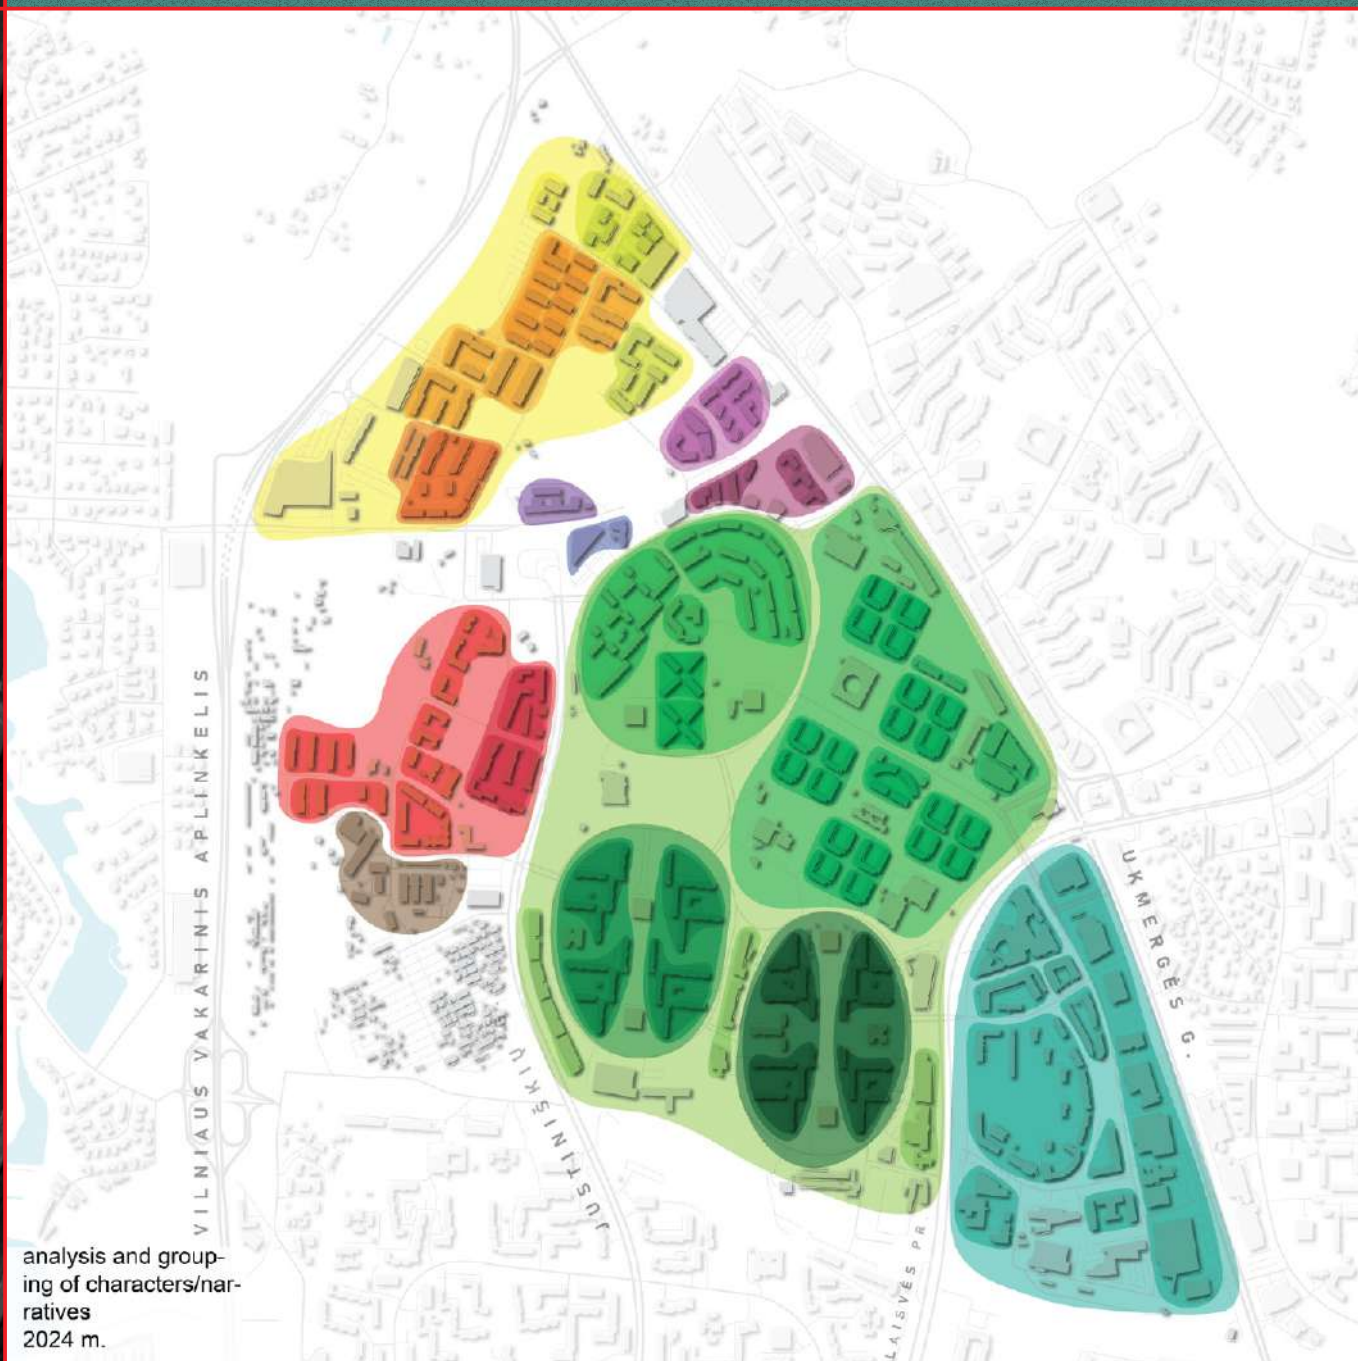 VILNIAUS VAKARINIS APLINKELIS
UKMERGĖS G.
JUSTINIŠKIŲ
LAISVĖS PR.
analysis and group-
ing of characters/nar-
ratives
2024 m.